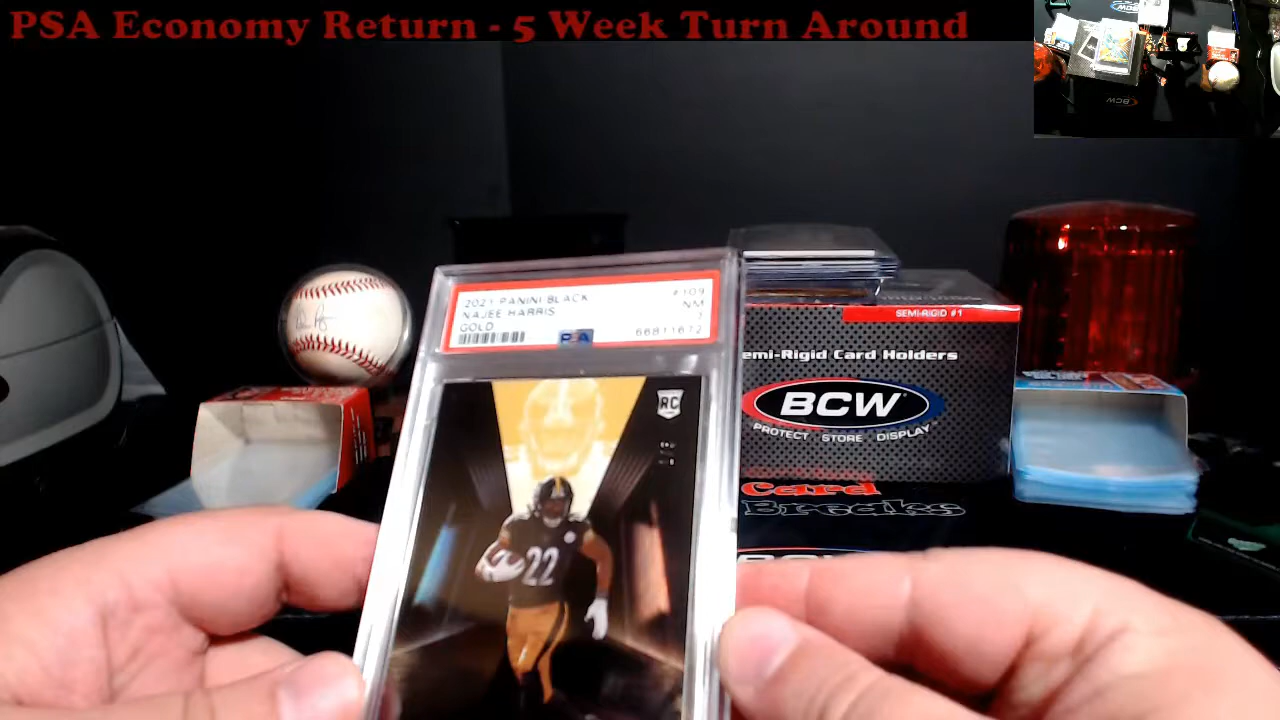 PSA Economy Return - 5 Week Turn Around
2021 PANINI BLACK #109
NAJEE HARRIS NM
GOLD 7
PSA 66811672
RC
22
SEMI-RIGID #1
emi-Rigid Card Holders
BCW
PROTECT STORE DISPLAY
Card
Breaks